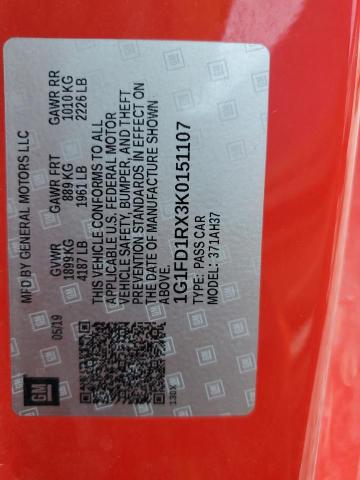 MFD BY GENERAL MOTORS LLC
05/19
GVWR GAWR FRT GAWR RR
1899 KG 889 KG 1010 KG
4187 LB 1961 LB 2226 LB
THIS VEHICLE CONFORMS TO ALL
APPLICABLE U.S. FEDERAL MOTOR
VEHICLE SAFETY, BUMPER, AND THEFT
PREVENTION STANDARDS IN EFFECT ON
THE DATE OF MANUFACTURE SHOWN
ABOVE.
1G1FD1RX3K0151107
TYPE: PASS CAR
MODEL: 371AH37
GM